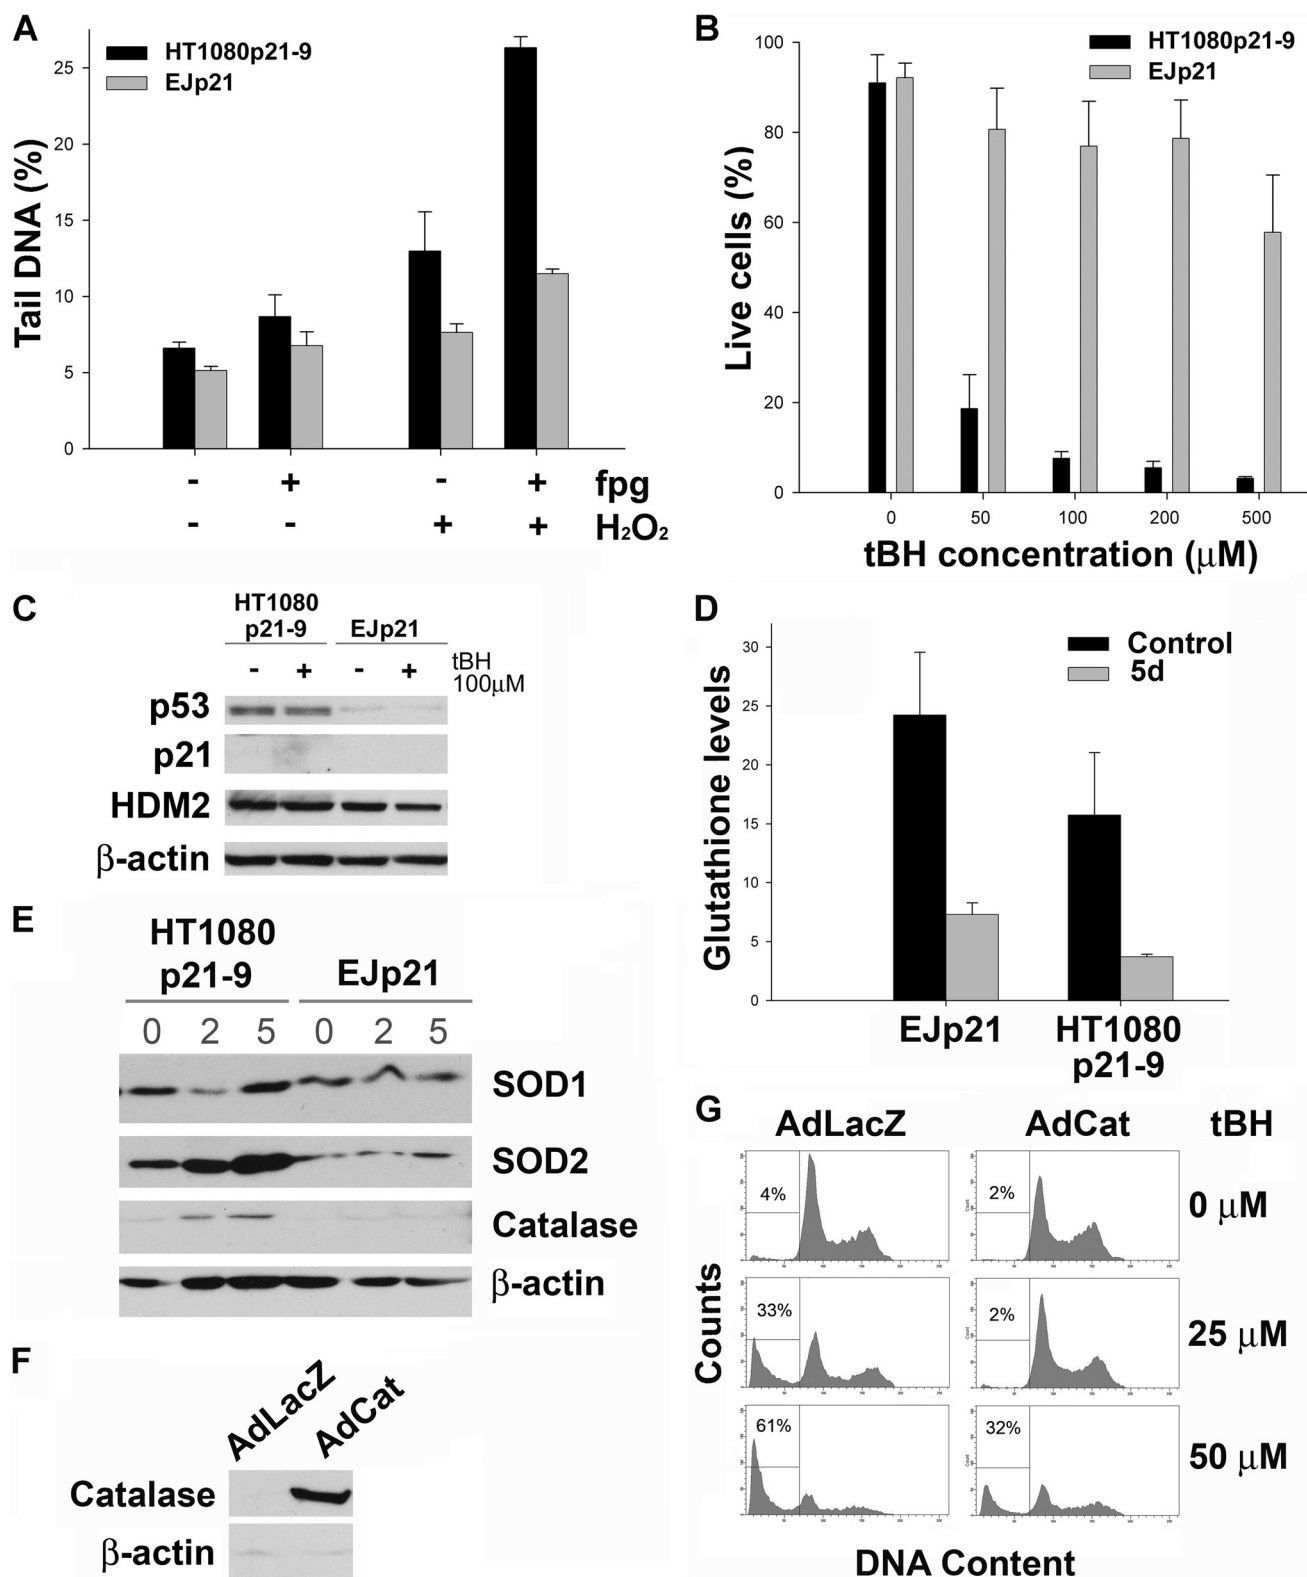 A
HT1080p21-9
EJp21
Tail DNA (%)
25
20
15
10
5
0
- + - + fpg
- - + + H₂O₂
B
HT1080p21-9
EJp21
Live cells (%)
100
80
60
40
20
0
0 50 100 200 500
tBH concentration (μM)
C
HT1080
p21-9
EJp21
- + - + tBH
100μM
p53
p21
HDM2
β-actin
D
Control
5d
Glutathione levels
30
25
20
15
10
5
0
EJp21
HT1080
p21-9
E
HT1080
p21-9
EJp21
0 2 5 0 2 5
SOD1
SOD2
Catalase
β-actin
F
AdLacZ
AdCat
Catalase
β-actin
G
AdLacZ
AdCat
tBH
4%
2%
0 μM
33%
2%
25 μM
61%
32%
50 μM
Counts
DNA Content